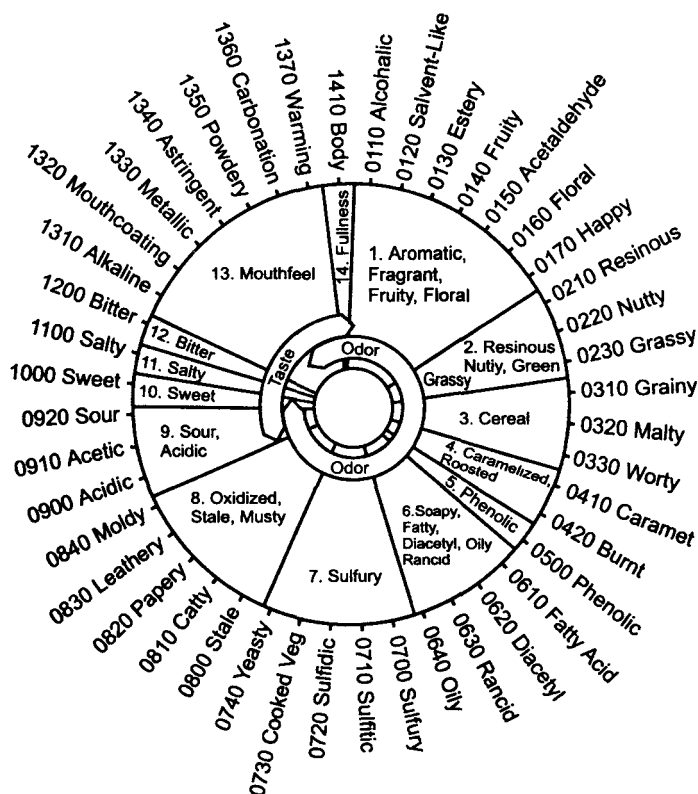 1410 Body
0110 Alcoholic
0120 Salvent-Like
0130 Estery
0140 Fruity
0150 Acetaldehyde
0160 Floral
0170 Happy
0210 Resinous
0220 Nutty
0230 Grassy
0310 Grainy
0320 Malty
0330 Worty
0410 Caramet
0420 Burnt
0500 Phenolic
0610 Fatty Acid
0620 Diacetyl
0630 Rancid
0640 Oily
0700 Sulfury
0710 Sulfitic
0720 Sulfidic
0730 Cooked Veg
0740 Yeasty
0800 Stale
0810 Catty
0820 Papery
0830 Leathery
0840 Moldy
0900 Acidic
0910 Acetic
0920 Sour
1000 Sweet
1100 Salty
1200 Bitter
1310 Alkaline
1320 Mouthcoating
1330 Metallic
1340 Astringent
1350 Powdery
1360 Carbonation
1370 Warming
14. Fullness
1. Aromatic,
Fragrant,
Fruity, Floral
2. Resinous
Nutiy, Green
Grassy
3. Cereal
4. Caramelized,
Roosted
5. Phenolic
6.Soapy,
Fatty,
Diacetyl, Oily
Rancid
7. Sulfury
8. Oxidized,
Stale, Musty
9. Sour,
Acidic
10. Sweet
11. Salty
12. Bitter
13. Mouthfeel
Taste
Odor
Odor